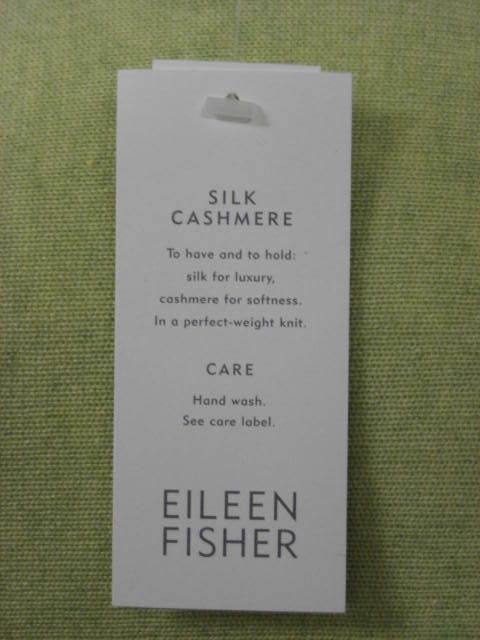 SILK
CASHMERE
To have and to hold:
silk for luxury,
cashmere for softness.
In a perfect-weight knit.
CARE
Hand wash.
See care label.
EILEEN
FISHER